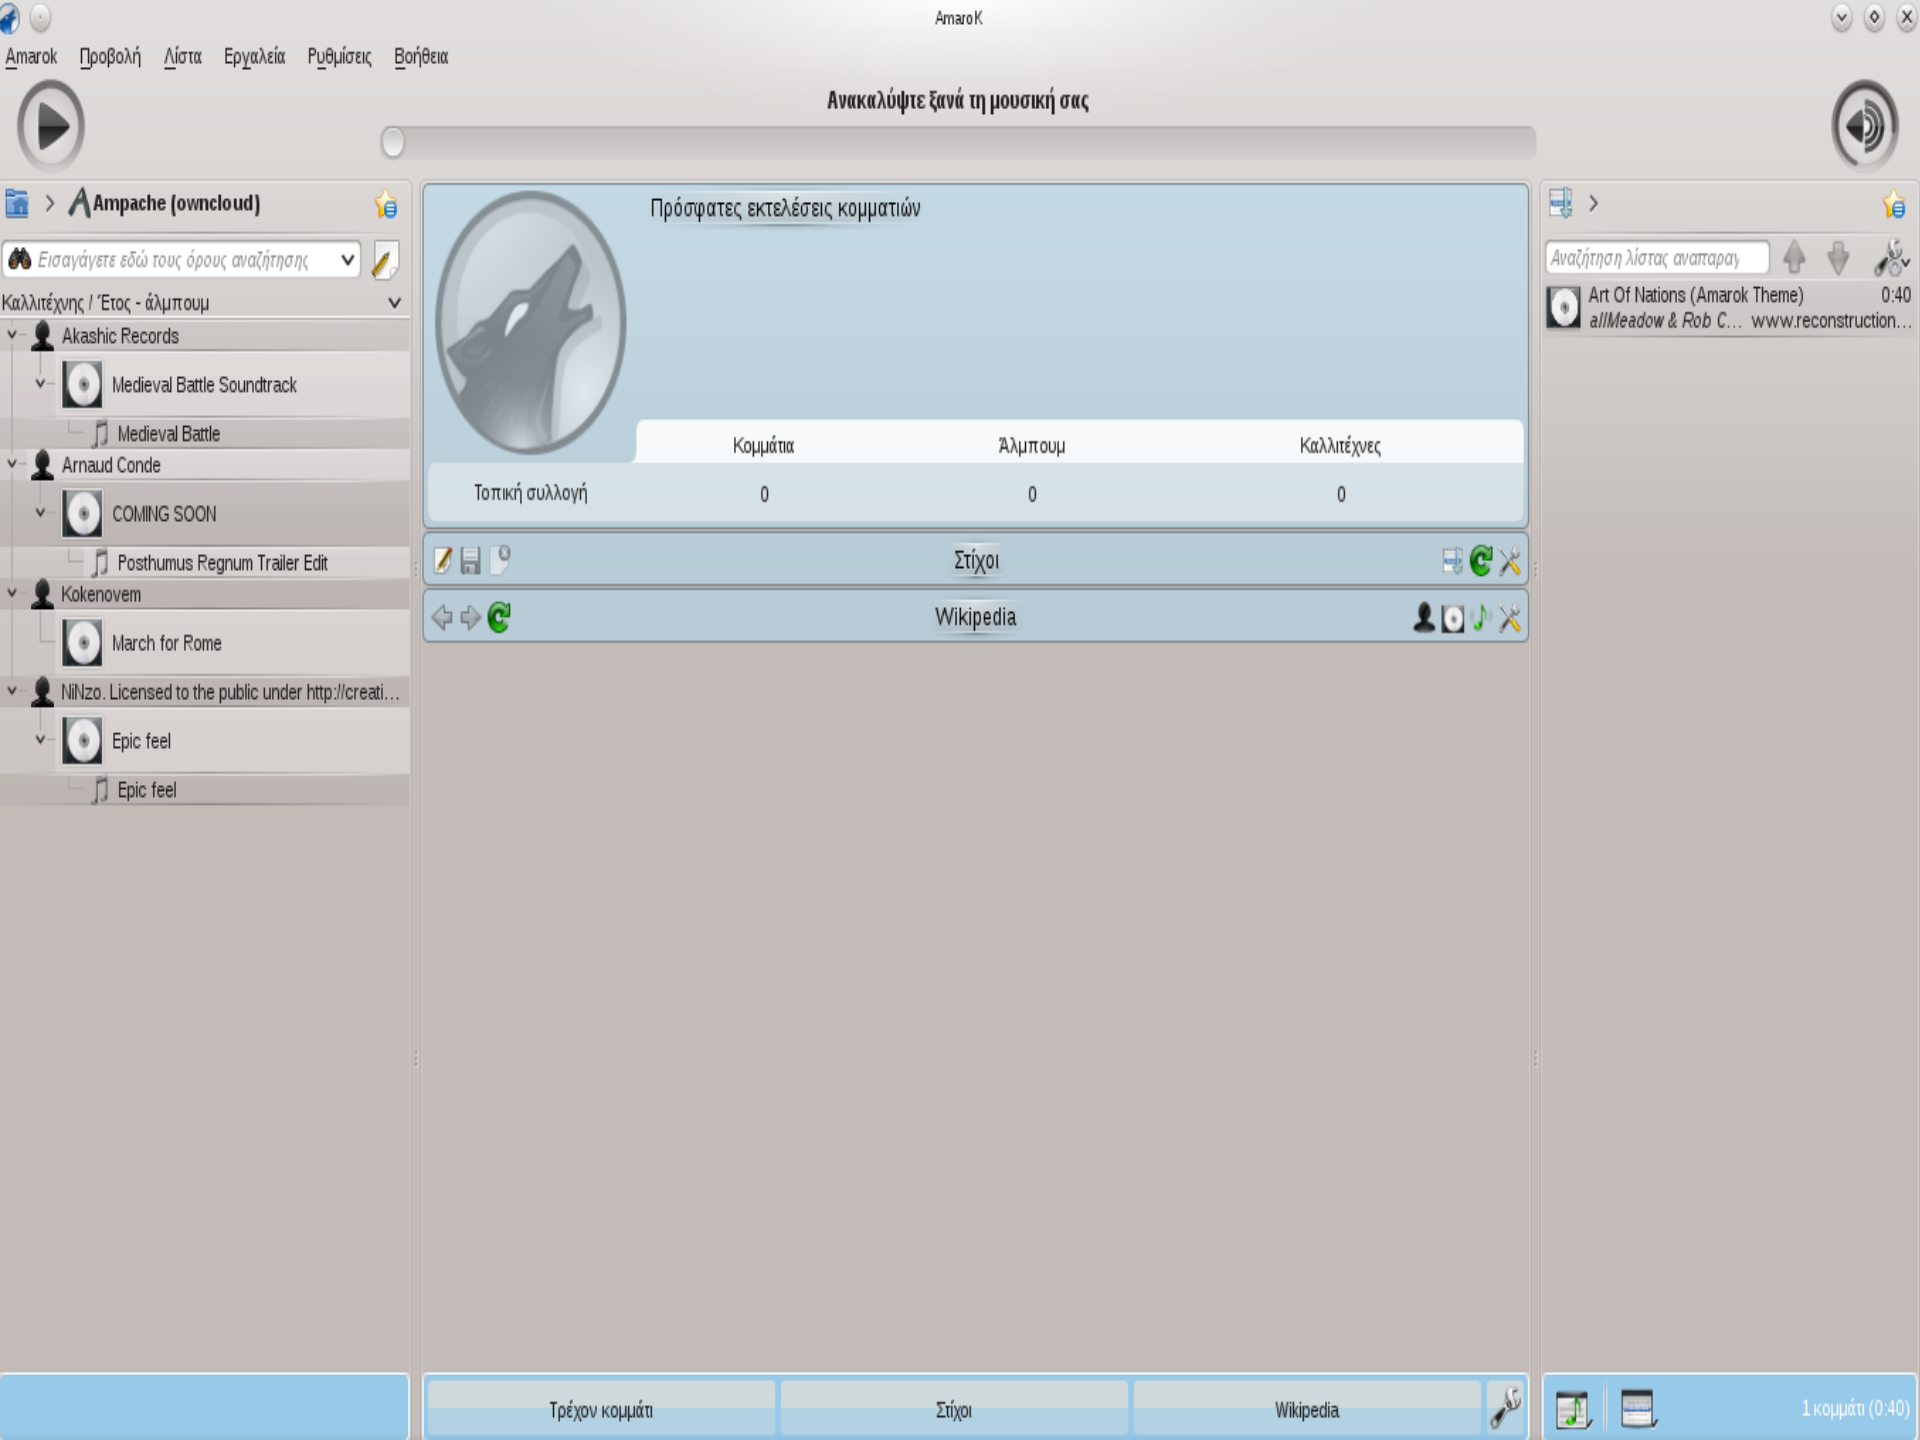 Amarok
Amarok Προβολή Λίστα Εργαλεία Ρυθμίσεις Βοήθεια
Ανακαλύψτε ξανά τη μουσική σας
Ampache (owncloud)
Εισαγάγετε εδώ τους όρους αναζήτησης
Καλλιτέχνης / Έτος - άλμπουμ
Akashic Records
Medieval Battle Soundtrack
Medieval Battle
Arnaud Conde
COMING SOON
Posthumus Regnum Trailer Edit
Kokenovem
March for Rome
NiNzo. Licensed to the public under http://creati...
Epic feel
Epic feel
Πρόσφατες εκτελέσεις κομματιών
Κομμάτια Άλμπουμ Καλλιτέχνες
Τοπική συλλογή 0 0 0
Στίχοι
Wikipedia
Τρέχον κομμάτι Στίχοι Wikipedia
Αναζήτηση λίστας αναπαραγ
Art Of Nations (Amarok Theme) 0:40
allMeadow & Rob C... www.reconstruction...
1 κομμάτι (0:40)